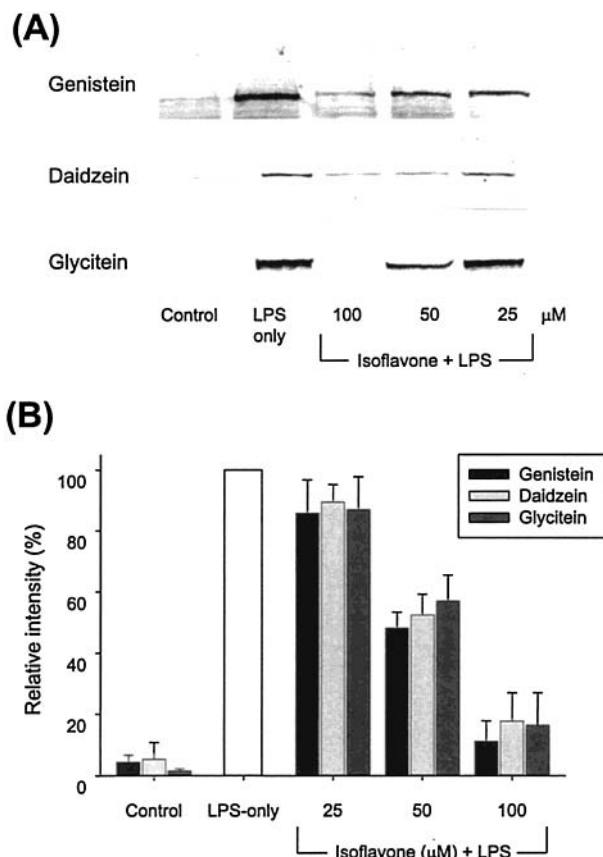 (A)
Genistein
Daidzein
Glycitein
Control LPS only 100 50 25 μM
Isoflavone + LPS
(B)
Relative intensity (%)
100
80
60
40
20
0
Genistein
Daidzein
Glycitein
Control LPS-only 25 50 100
Isoflavone (μM) + LPS